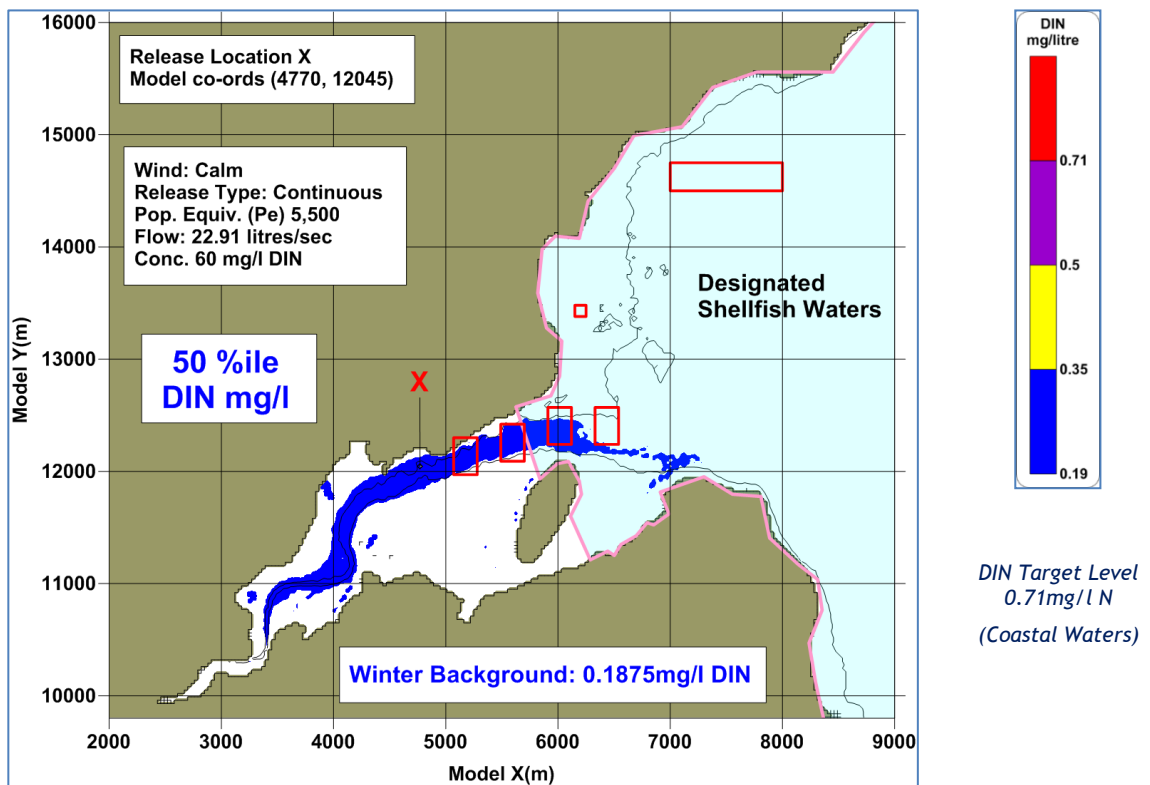 16000
15000
14000
13000
12000
11000
10000
Model Y(m)
2000
3000
4000
5000
6000
7000
8000
9000
Model X(m)
Release Location X
Model co-ords (4770, 12045)
Wind: Calm
Release Type: Continuous
Pop. Equiv. (Pe) 5,500
Flow: 22.91 litres/sec
Conc. 60 mg/l DIN
50 %ile
DIN mg/l
X
Designated
Shellfish Waters
Winter Background: 0.1875mg/l DIN
DIN
mg/litre
0.71
0.5
0.35
0.19
DIN Target Level
0.71mg/l N
(Coastal Waters)